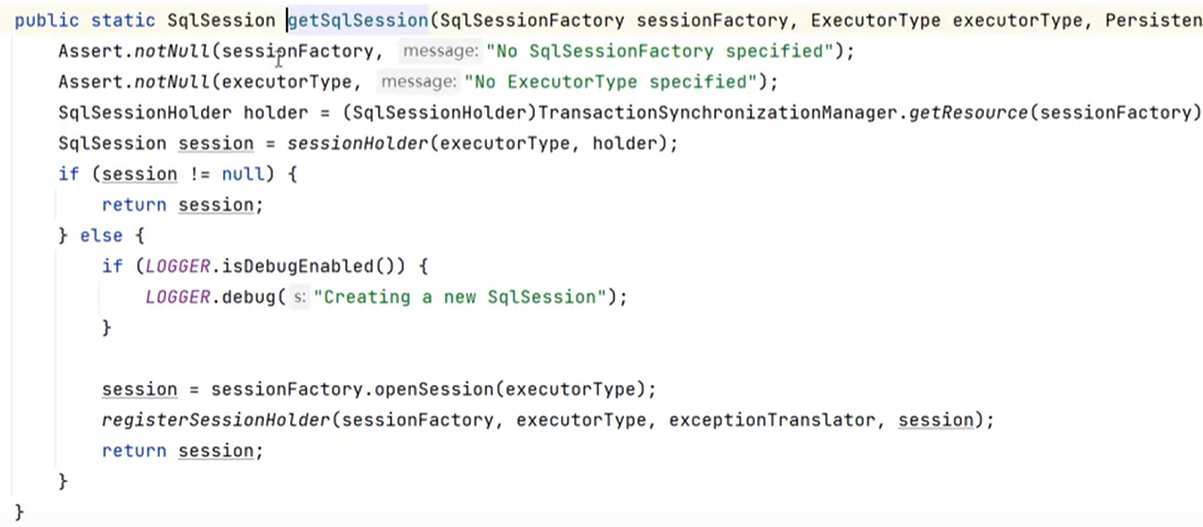 public static SqlSession getSqlSession(SqlSessionFactory sessionFactory, ExecutorType executorType, Persisten
    Assert.notNull(sessionFactory, message: "No SqlSessionFactory specified");
    Assert.notNull(executorType, message: "No ExecutorType specified");
    SqlSessionHolder holder = (SqlSessionHolder)TransactionSynchronizationManager.getResource(sessionFactory)
    SqlSession session = sessionHolder(executorType, holder);
    if (session != null) {
        return session;
    } else {
        if (LOGGER.isDebugEnabled()) {
            LOGGER.debug( s: "Creating a new SqlSession");
        }
        session = sessionFactory.openSession(executorType);
        registerSessionHolder(sessionFactory, executorType, exceptionTranslator, session);
        return session;
    }
}